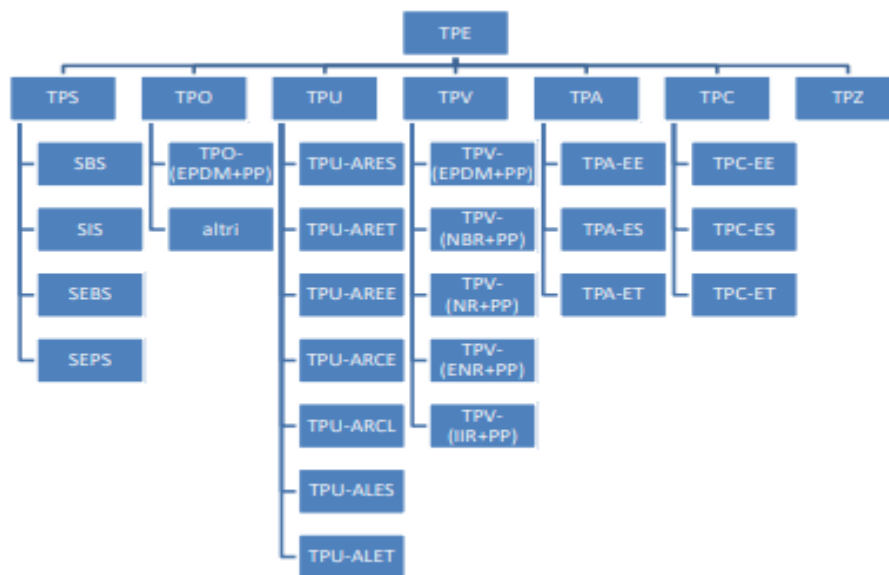 TPE
TPS
TPO
TPU
TPV
TPA
TPC
TPZ
SBS
SIS
SEBS
SEPS
TPO-
(EPDM+PP)
altri
TPU-ARES
TPU-ARET
TPU-AREE
TPU-ARCE
TPU-ARCL
TPU-ALES
TPU-ALET
TPV-
(EPDM+PP)
TPV-
(NBR+PP)
TPV-
(NR+PP)
TPV-
(ENR+PP)
TPV-
(IIR+PP)
TPA-EE
TPA-ES
TPA-ET
TPC-EE
TPC-ES
TPC-ET